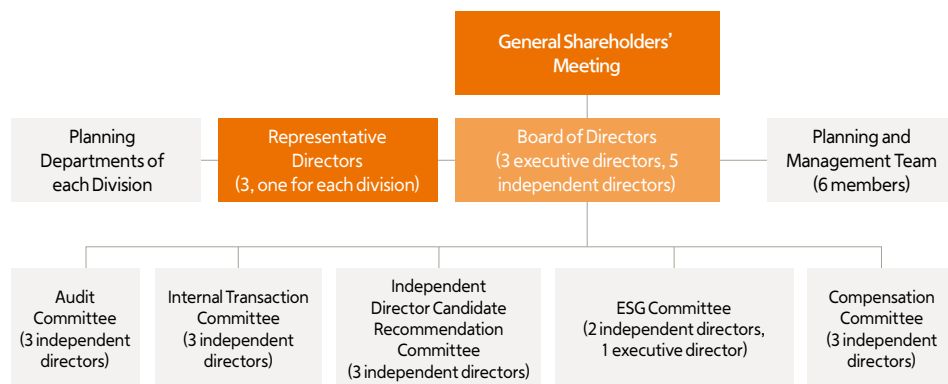 General Shareholders’
Meeting
Planning
Departments of
each Division
Representative
Directors
(3, one for each division)
Board of Directors
(3 executive directors, 5
independent directors)
Planning and
Management Team
(6 members)
Audit
Committee
(3 independent
directors)
Internal Transaction
Committee
(3 independent
directors)
Independent
Director Candidate
Recommendation
Committee
(3 independent directors)
ESG Committee
(2 independent directors,
1 executive director)
Compensation
Committee
(3 independent
directors)